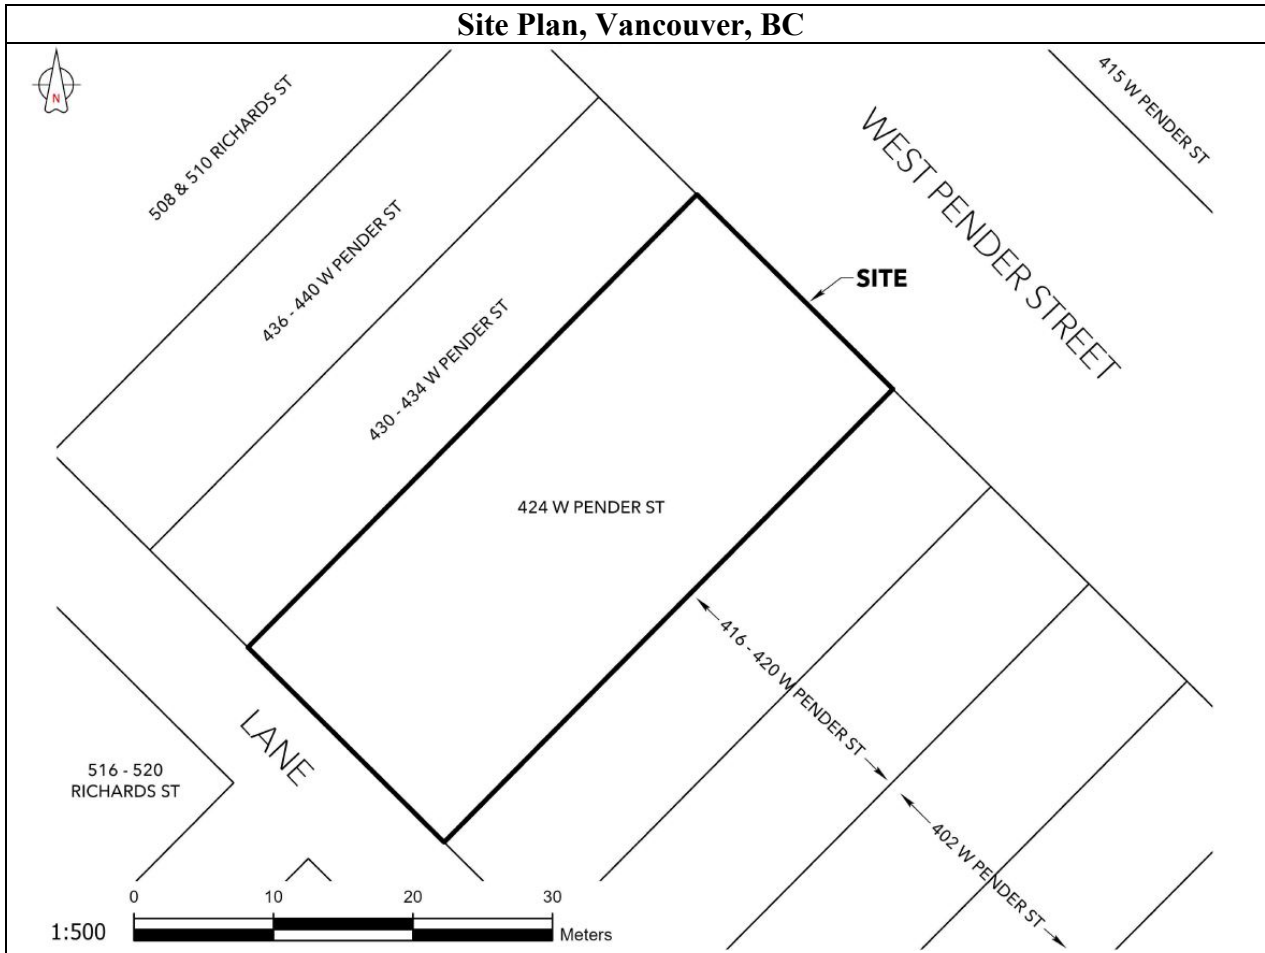 Site Plan, Vancouver, BC
N
508 & 510 RICHARDS ST
415 W PENDER ST
WEST PENDER STREET
436 - 440 W PENDER ST
SITE
430 - 434 W PENDER ST
424 W PENDER ST
416 - 420 W PENDER ST
LANE
516 - 520
RICHARDS ST
402 W PENDER ST
0 10 20 30
1:500 Meters